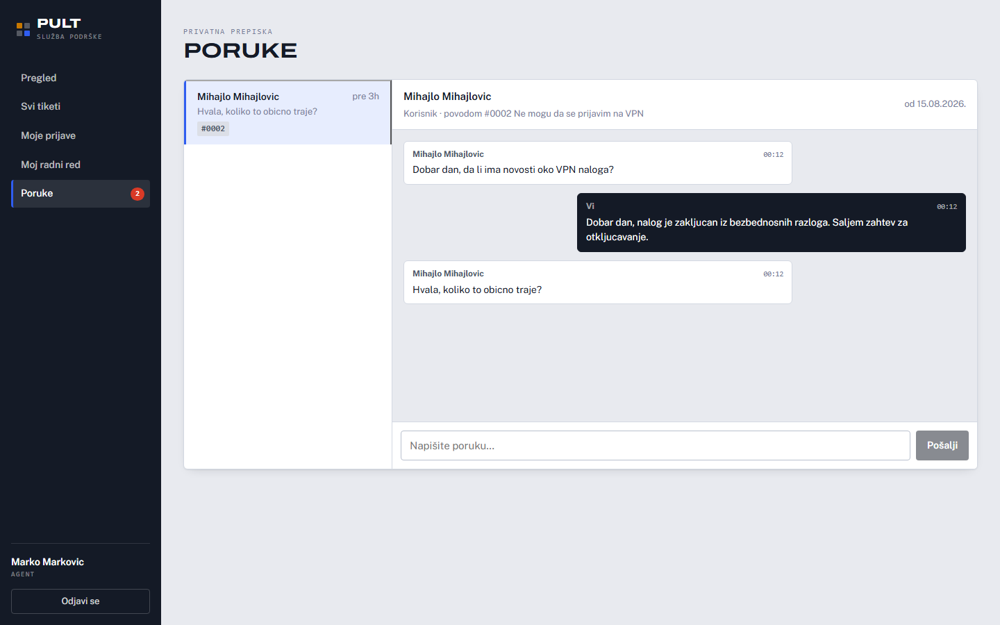 PULT
SLUŽBA PODRŠKE
Pregled
Svi tiketi
Moje prijave
Moj radni red
Poruke
2
Marko Markovic
AGENT
Odjavi se
PRIVATNA PREPISKA
PORUKE
Mihajlo Mihajlovic
pre 3h
Hvala, koliko to obicno traje?
#0002
Mihajlo Mihajlovic
Korisnik · povodom #0002 Ne mogu da se prijavim na VPN
od 15.08.2026.
Mihajlo Mihajlovic
00:12
Dobar dan, da li ima novosti oko VPN naloga?
Vi
00:12
Dobar dan, nalog je zakljucan iz bezbednosnih razloga. Saljem zahtev za
otkljucavanje.
Mihajlo Mihajlovic
00:12
Hvala, koliko to obicno traje?
Napišite poruku...
Pošalji